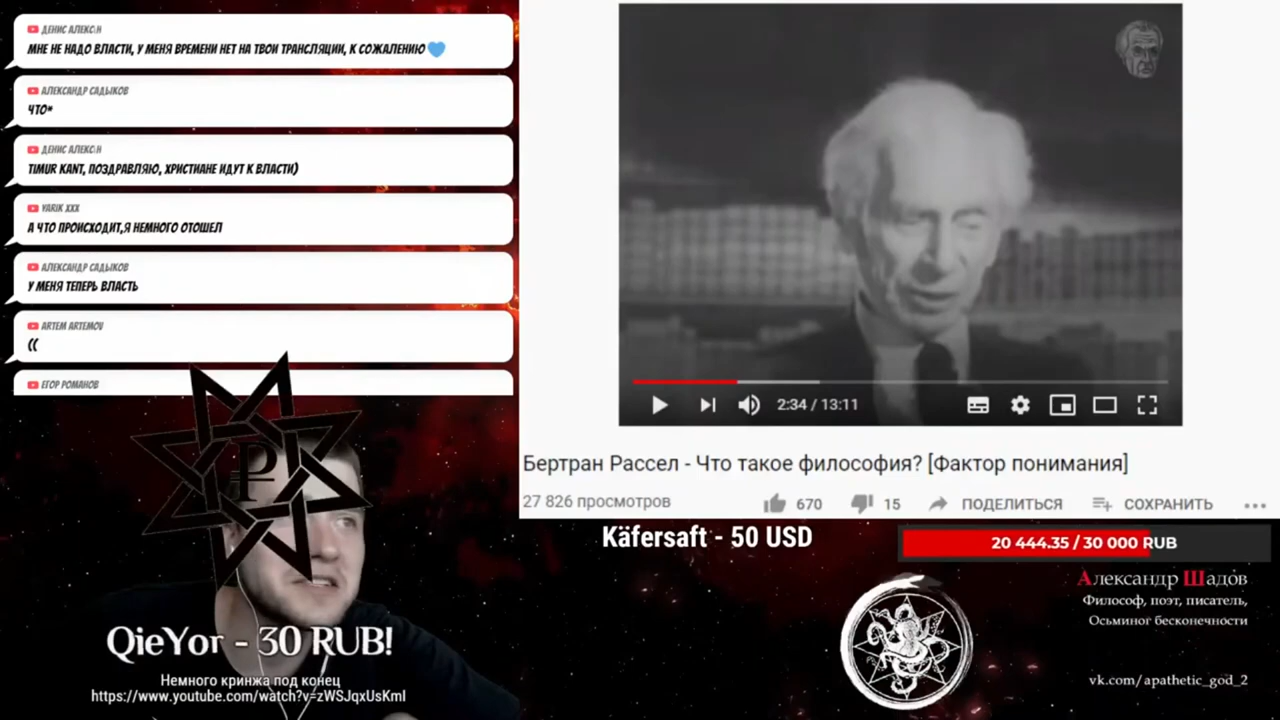 ДЕНИС АЛЕКСIН
МНЕ НЕ НАДО ВЛАСТИ, У МЕНЯ ВРЕМЕНИ НЕТ НА ТВОИ ТРАНСЛЯЦИИ, К СОЖАЛЕНИЮ 💙
АЛЕКСАНДР САДЫКОВ
ЧТО*
ДЕНИС АЛЕКСIН
TIMUR KANT, ПОЗДРАВЛЯЮ, ХРИСТИАНЕ ИДУТ К ВЛАСТИ)
YARIK XXX
А ЧТО ПРОИСХОДИТ,Я НЕМНОГО ОТОШЕЛ
АЛЕКСАНДР САДЫКОВ
У МЕНЯ ТЕПЕРЬ ВЛАСТЬ
ARTEM ARTEMOV
((
ЕГОР РОМАНОВ
2:34 / 13:11
Бертран Рассел - Что такое философия? [Фактор понимания]
27 826 просмотров
670
15
ПОДЕЛИТЬСЯ
СОХРАНИТЬ
Käfersaft - 50 USD
20 444.35 / 30 000 RUB
Александр Шадов
Философ, поэт, писатель,
Осьминог бесконечности
vk.com/apathetic_god_2
₽
QieYor - 30 RUB!
Немного кринжа под конец
https://www.youtube.com/watch?v=zWSJqxUsKmI